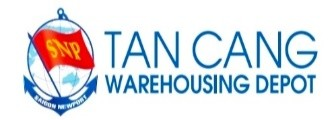 SNP
SAIGON NEWPORT
TAN CANG
WAREHOUSING DEPOT